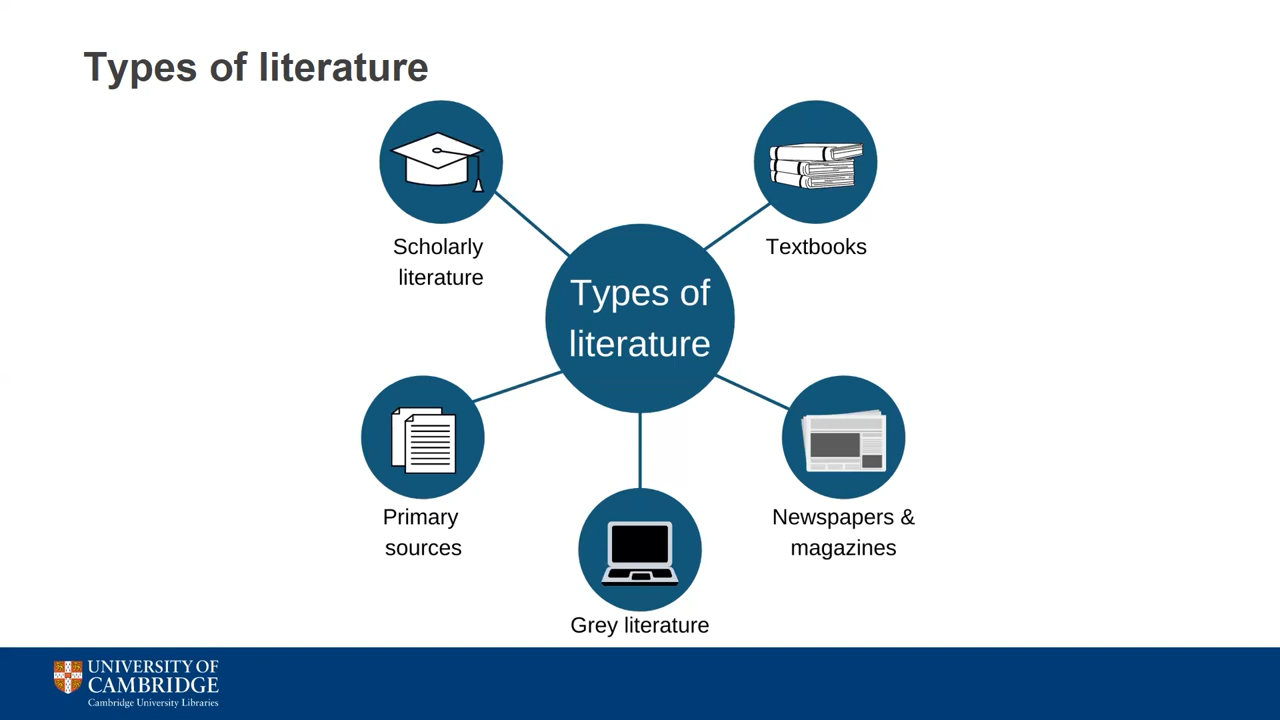 Types of literature
Scholarly
literature
Textbooks
Types of
literature
Primary
sources
Newspapers &
magazines
Grey literature
UNIVERSITY OF
CAMBRIDGE
Cambridge University Libraries